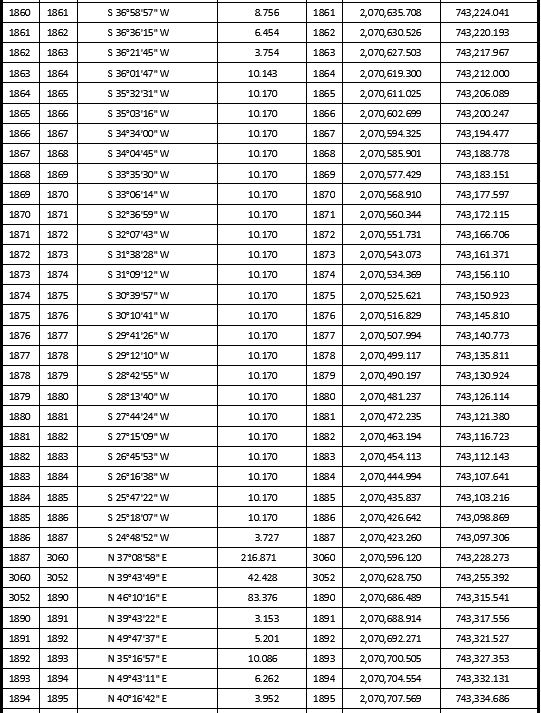 1860 1861 S 36°58'57" W 8.756 1861 2,070,635.708 743,224.041
1861 1862 S 36°36'15" W 6.454 1862 2,070,630.526 743,220.193
1862 1863 S 36°21'45" W 3.754 1863 2,070,627.503 743,217.967
1863 1864 S 36°01'47" W 10.143 1864 2,070,619.300 743,212.000
1864 1865 S 35°32'31" W 10.170 1865 2,070,611.025 743,206.089
1865 1866 S 35°03'16" W 10.170 1866 2,070,602.699 743,200.247
1866 1867 S 34°34'00" W 10.170 1867 2,070,594.325 743,194.477
1867 1868 S 34°04'45" W 10.170 1868 2,070,585.901 743,188.778
1868 1869 S 33°35'30" W 10.170 1869 2,070,577.429 743,183.151
1869 1870 S 33°06'14" W 10.170 1870 2,070,568.910 743,177.597
1870 1871 S 32°36'59" W 10.170 1871 2,070,560.344 743,172.115
1871 1872 S 32°07'43" W 10.170 1872 2,070,551.731 743,166.706
1872 1873 S 31°38'28" W 10.170 1873 2,070,543.073 743,161.371
1873 1874 S 31°09'12" W 10.170 1874 2,070,534.369 743,156.110
1874 1875 S 30°39'57" W 10.170 1875 2,070,525.621 743,150.923
1875 1876 S 30°10'41" W 10.170 1876 2,070,516.829 743,145.810
1876 1877 S 29°41'26" W 10.170 1877 2,070,507.994 743,140.773
1877 1878 S 29°12'10" W 10.170 1878 2,070,499.117 743,135.811
1878 1879 S 28°42'55" W 10.170 1879 2,070,490.197 743,130.924
1879 1880 S 28°13'40" W 10.170 1880 2,070,481.237 743,126.114
1880 1881 S 27°44'24" W 10.170 1881 2,070,472.235 743,121.380
1881 1882 S 27°15'09" W 10.170 1882 2,070,463.194 743,116.723
1882 1883 S 26°45'53" W 10.170 1883 2,070,454.113 743,112.143
1883 1884 S 26°16'38" W 10.170 1884 2,070,444.994 743,107.641
1884 1885 S 25°47'22" W 10.170 1885 2,070,435.837 743,103.216
1885 1886 S 25°18'07" W 10.170 1886 2,070,426.642 743,098.869
1886 1887 S 24°48'52" W 3.727 1887 2,070,423.260 743,097.306
1887 3060 N 37°08'58" E 216.871 3060 2,070,596.120 743,228.273
3060 3052 N 39°43'49" E 42.428 3052 2,070,628.750 743,255.392
3052 1890 N 46°10'16" E 83.376 1890 2,070,686.489 743,315.541
1890 1891 N 39°43'22" E 3.153 1891 2,070,688.914 743,317.556
1891 1892 N 49°47'37" E 5.201 1892 2,070,692.271 743,321.527
1892 1893 N 35°16'57" E 10.086 1893 2,070,700.505 743,327.353
1893 1894 N 49°43'11" E 6.262 1894 2,070,704.554 743,332.131
1894 1895 N 40°16'42" E 3.952 1895 2,070,707.569 743,334.686